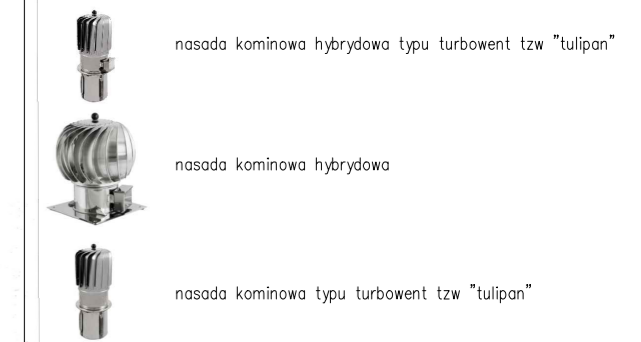 nasada kominowa hybrydowa typu turbowent tzw "tulipan"
nasada kominowa hybrydowa
nasada kominowa typu turbowent tzw "tulipan"